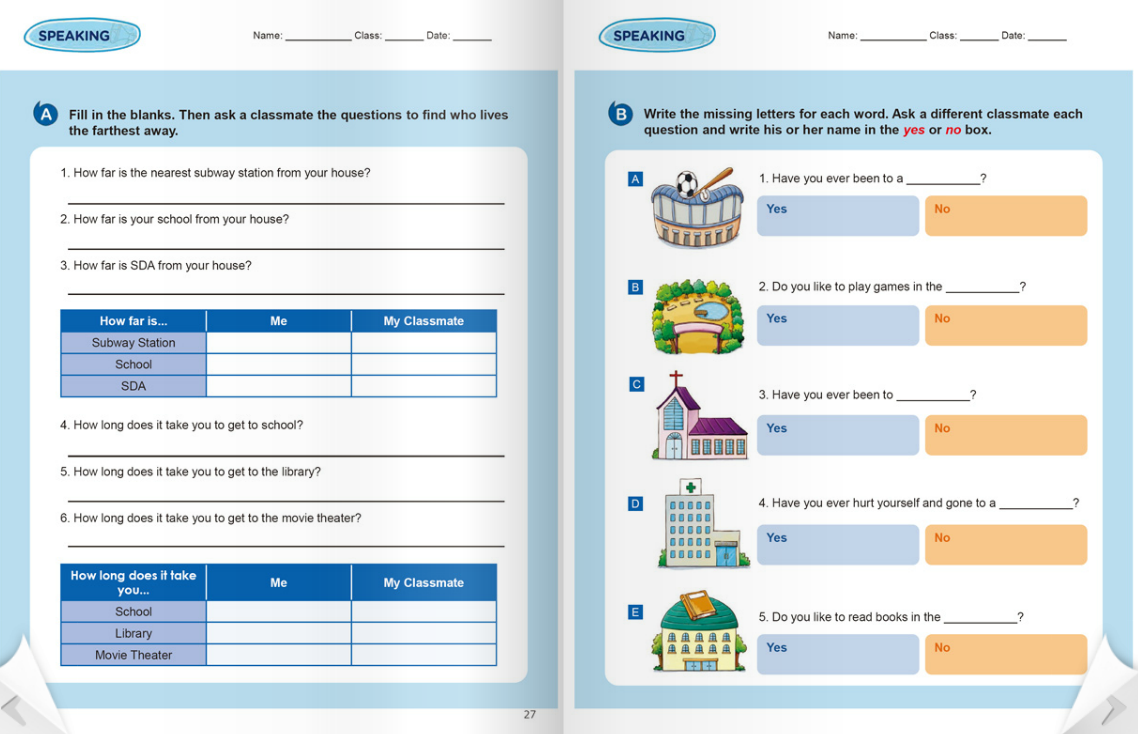 SPEAKING
Name: ___________ Class: ______ Date: ______
A
Fill in the blanks. Then ask a classmate the questions to find who lives
the farthest away.
1. How far is the nearest subway station from your house?
2. How far is your school from your house?
3. How far is SDA from your house?
How far is... Me My Classmate
Subway Station
School
SDA
4. How long does it take you to get to school?
5. How long does it take you to get to the library?
6. How long does it take you to get to the movie theater?
How long does it take
you...
Me My Classmate
School
Library
Movie Theater
27
SPEAKING
Name: ___________ Class: ______ Date: ______
B
Write the missing letters for each word. Ask a different classmate each
question and write his or her name in the yes or no box.
A
1. Have you ever been to a ___________?
Yes No
B
2. Do you like to play games in the ___________?
Yes No
C
3. Have you ever been to ___________?
Yes No
D
4. Have you ever hurt yourself and gone to a ___________?
Yes No
E
5. Do you like to read books in the ___________?
Yes No